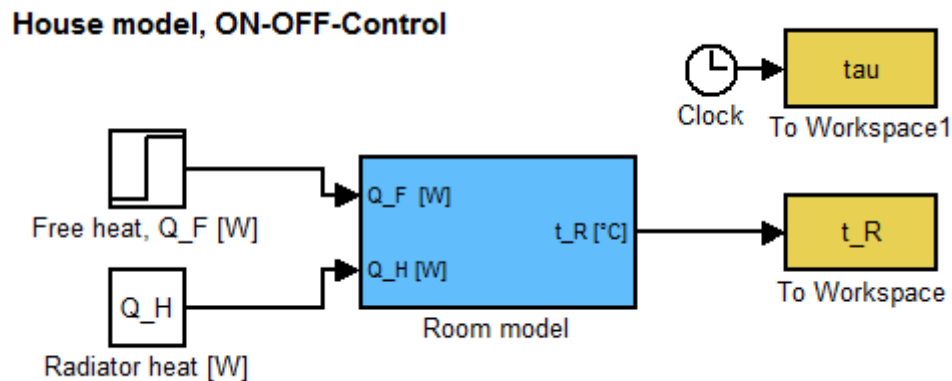 House model, ON-OFF-Control
tau
Clock
To Workspace1
Free heat, Q_F [W]
Q_F [W]
t_R [°C]
Q_H [W]
Room model
t_R
To Workspace
Q_H
Radiator heat [W]